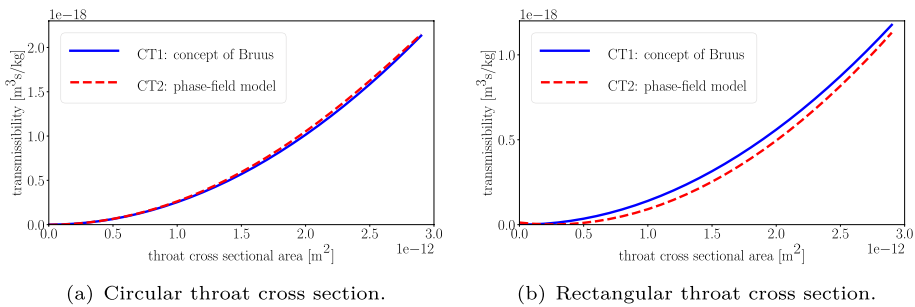 1e−18
transmissibility [m³s/kg]
2.0
1.5
1.0
0.5
0.0
CT1: concept of Bruus
CT2: phase-field model
0.0 0.5 1.0 1.5 2.0 2.5 3.0
throat cross sectional area [m²]
1e−12
(a) Circular throat cross section.
1e−18
transmissibility [m³s/kg]
1.0
0.5
0.0
CT1: concept of Bruus
CT2: phase-field model
0.0 0.5 1.0 1.5 2.0 2.5 3.0
throat cross sectional area [m²]
1e−12
(b) Rectangular throat cross section.